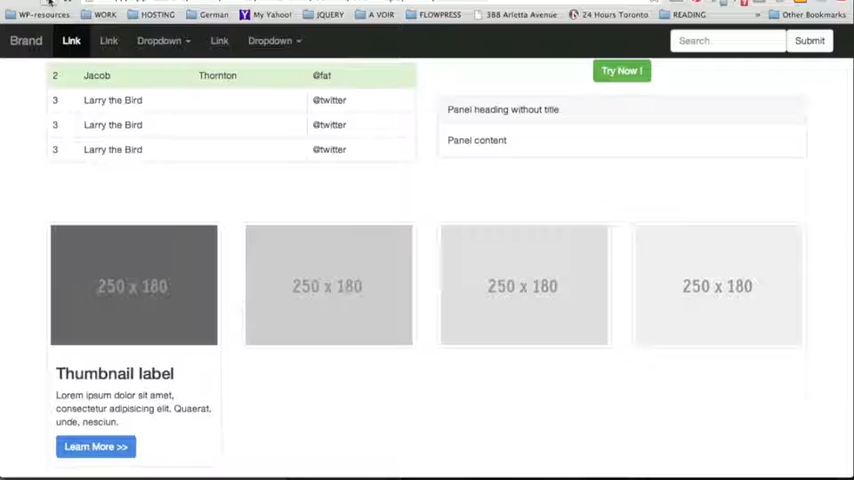 WP-resources WORK HOSTING German My Yahoo! JQUERY A VOIR FLOWPRESS 388 Arletta Avenue 24 Hours Toronto READING » Other Bookmarks
Brand Link Link Dropdown Link Dropdown Search... Submit
2 Jacob Thornton @fat
Try Now !
3 Larry the Bird @twitter
Panel heading without title
3 Larry the Bird @twitter
Panel content
3 Larry the Bird @twitter
250 x 180 250 x 180 250 x 180 250 x 180
Thumbnail label
Lorem ipsum dolor sit amet,
consectetur adipisicing elit. Quaerat,
unde, nesciun.
Learn More >>